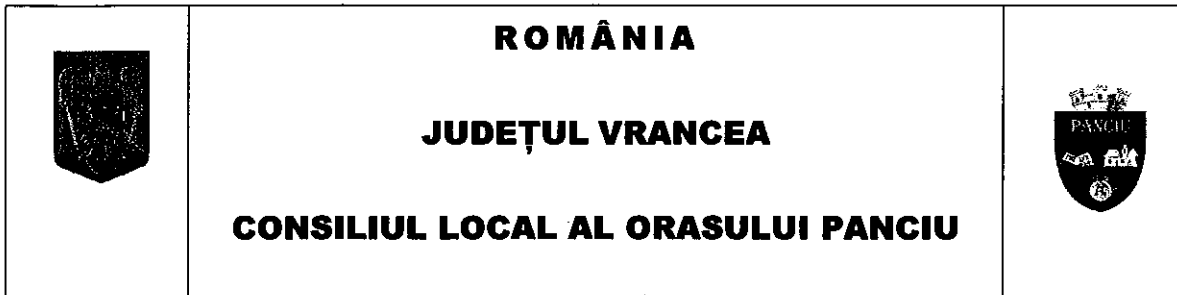 ROMÂNIA
JUDEȚUL VRANCEA
PANCIU
CONSILIUL LOCAL AL ORASULUI PANCIU